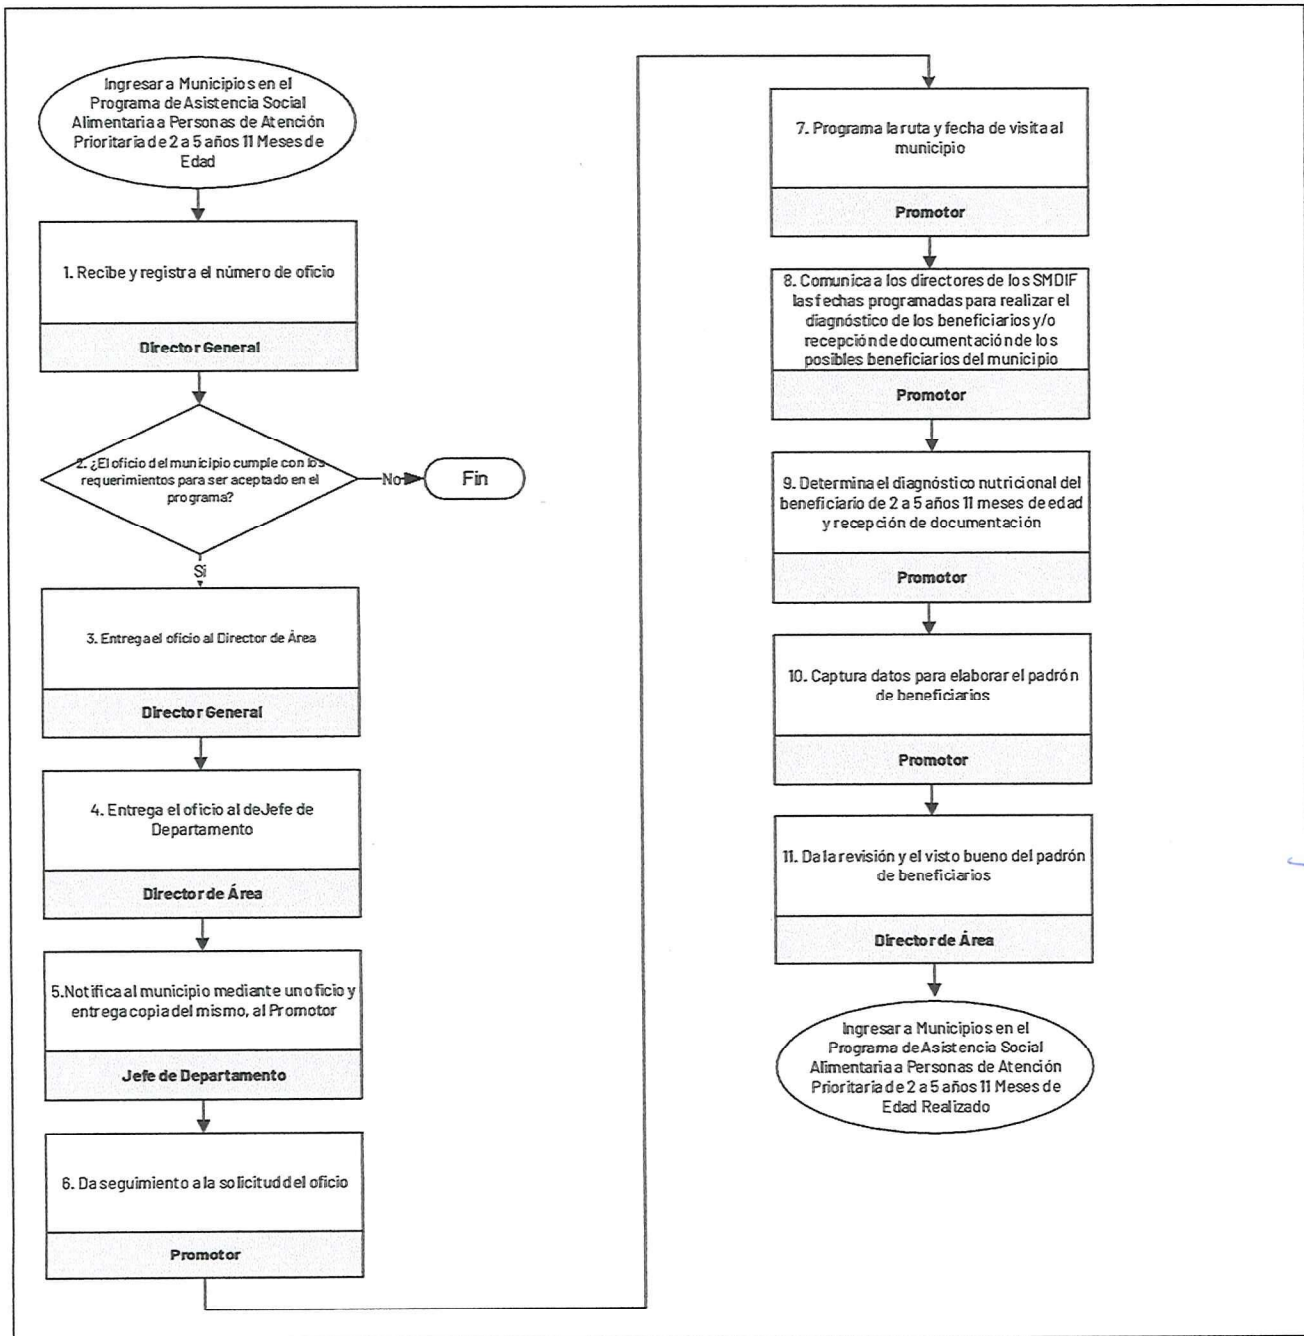 Ingresar a Municipios en el
Programa de Asistencia Social
Alimentaria a Personas de Atención
Prioritaria de 2 a 5 años 11 Meses de
Edad
1. Recibe y registra el número de oficio
Director General
2. ¿El oficio del municipio cumple con los
requerimientos para ser aceptado en el
programa?
No
Fin
Si
3. Entrega el oficio al Director de Área
Director General
4. Entrega el oficio al de Jefe de
Departamento
Director de Área
5. Notifica al municipio mediante un oficio y
entrega copia del mismo, al Promotor
Jefe de Departamento
6. Da seguimiento a la solicitud del oficio
Promotor
7. Programa la ruta y fecha de visita al
municipio
Promotor
8. Comunica a los directores de los SMDIF
las fechas programadas para realizar el
diagnóstico de los beneficiarios y/o
recepción de documentación de los
posibles beneficiarios del municipio
Promotor
9. Determina el diagnóstico nutricional del
beneficiario de 2 a 5 años 11 meses de edad
y recepción de documentación
Promotor
10. Captura datos para elaborar el padrón
de beneficiarios
Promotor
11. Da la revisión y el visto bueno del padrón
de beneficiarios
Director de Área
Ingresar a Municipios en el
Programa de Asistencia Social
Alimentaria a Personas de Atención
Prioritaria de 2 a 5 años 11 Meses de
Edad Realizado